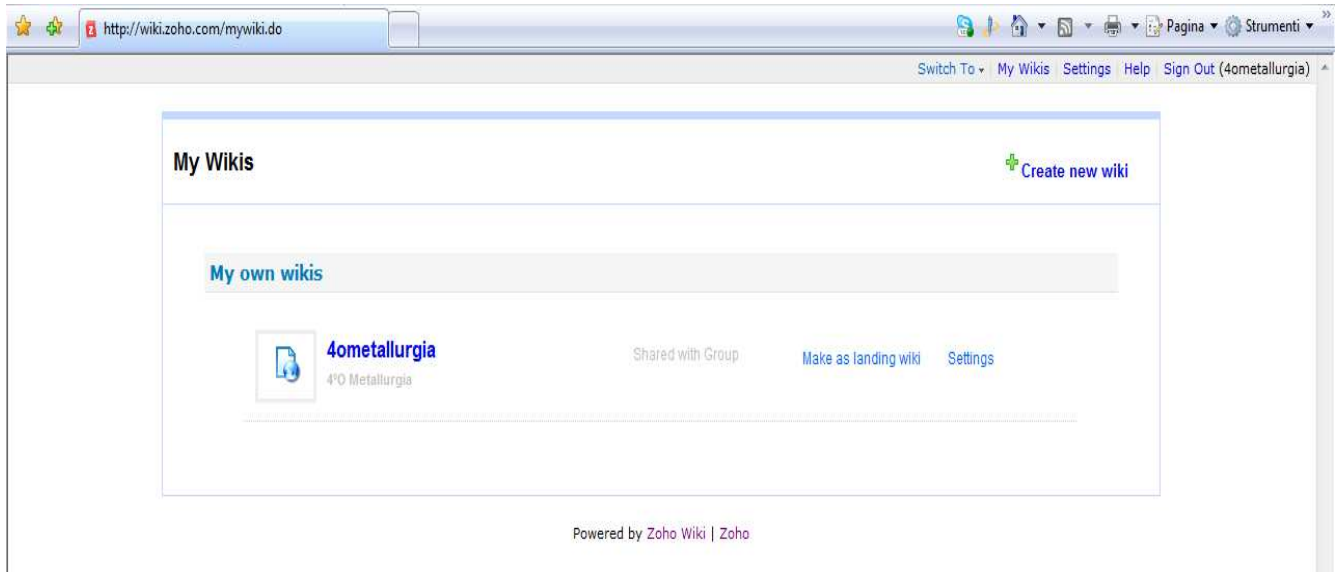 http://wiki.zoho.com/mywiki.do Pagina Strumenti »
Switch To My Wikis Settings Help Sign Out (4ometallurgia)
My Wikis
Create new wiki
My own wikis
4ometallurgia Shared with Group Make as landing wiki Settings
4ºO Metallurgia
Powered by Zoho Wiki | Zoho